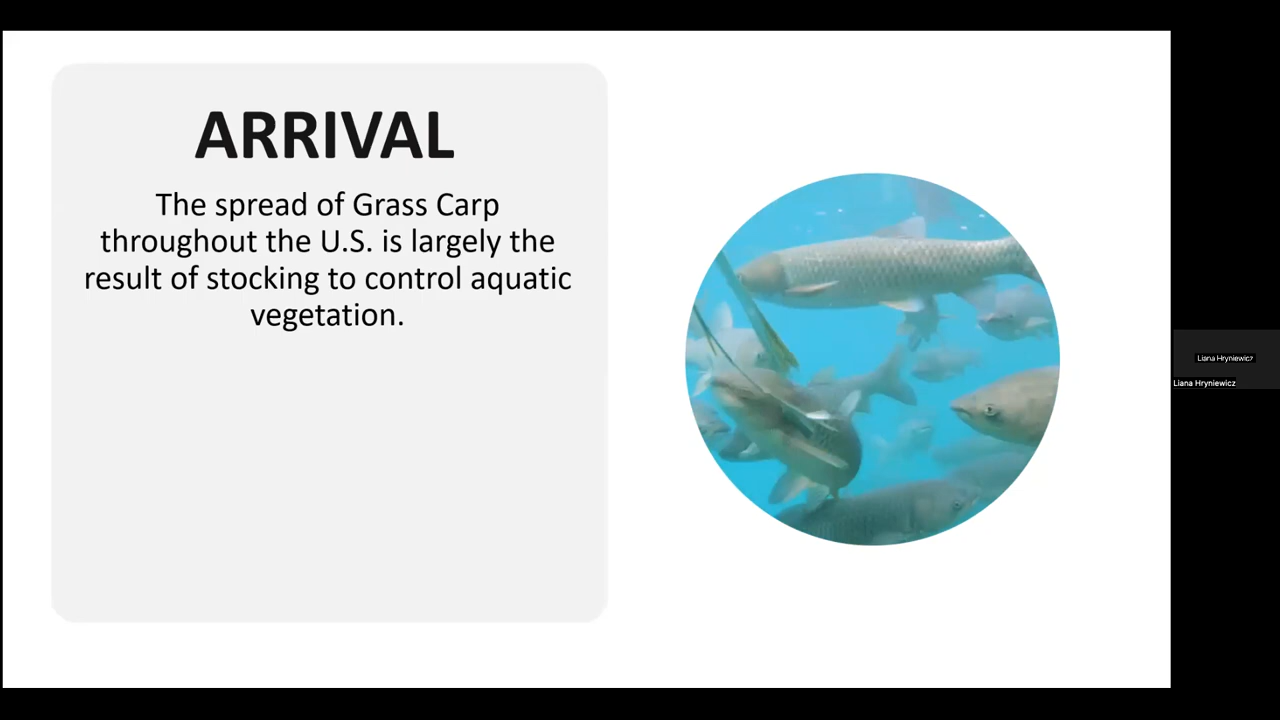 ARRIVAL
The spread of Grass Carp
throughout the U.S. is largely the
result of stocking to control aquatic
vegetation.
Liana Hryniewicz
Liana Hryniewicz